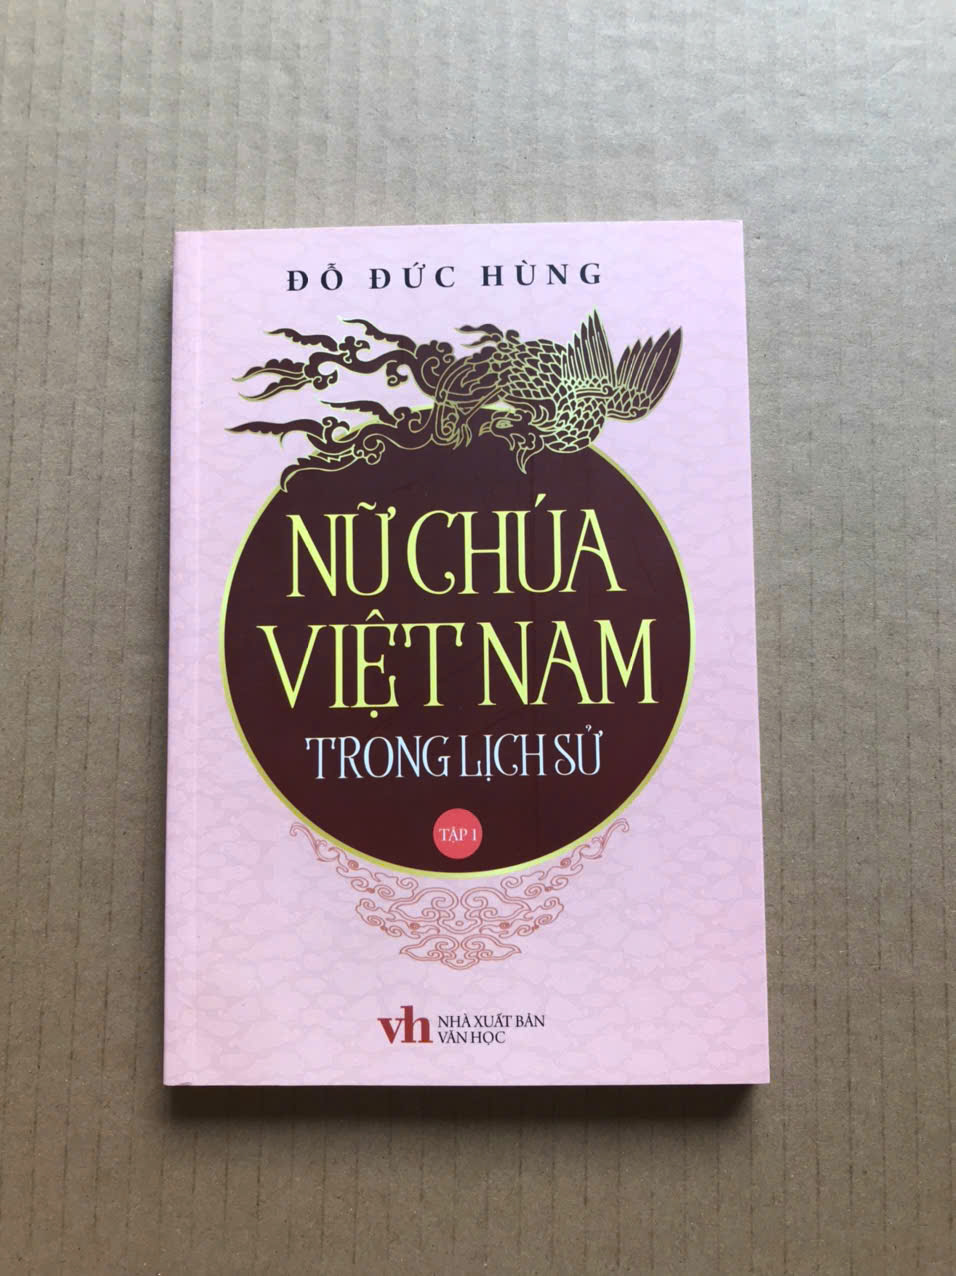 ĐỖ ĐỨC HÙNG
NỮ CHÚA
VIỆT NAM
TRONG LỊCH SỬ
TẬP 1
vh
NHÀ XUẤT BẢN
VĂN HỌC